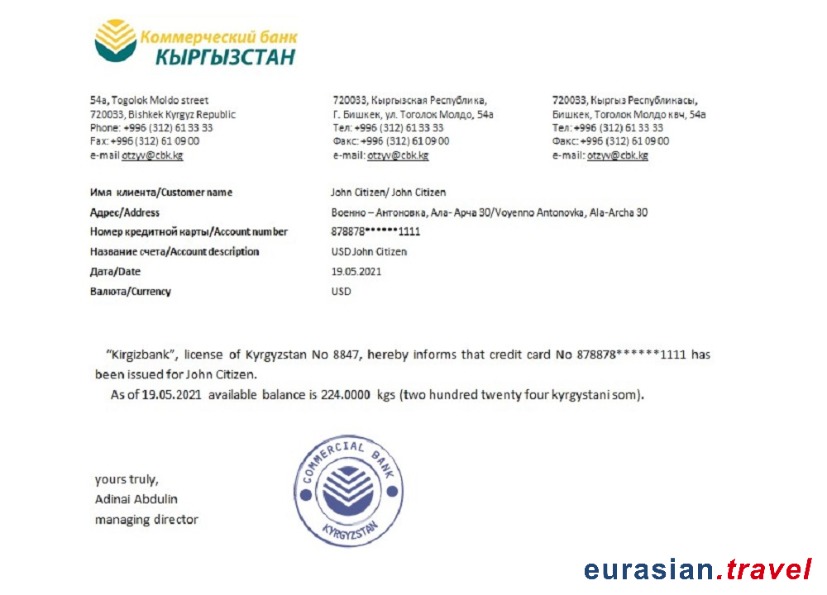 Коммерческий банк
КЫРГЫЗСТАН
54a, Togolok Moldo street
720033, Bishkek Kyrgyz Republic
Phone: +996 (312) 61 33 33
Fax: +996 (312) 61 09 00
e-mail otzyv@cbk.kg
720033, Кыргызская Республика,
Г. Бишкек, ул. Тоголок Молдо, 54а
Тел: +996 (312) 61 33 33
Факс: +996 (312) 61 09 00
e-mail: otzyv@cbk.kg
720033, Кыргыз Республикасы,
Бишкек, Тоголок Молдо квч, 54а
Тел: +996 (312) 61 33 33
Факс: +996 (312) 61 09 00
e-mail: otzyv@cbk.kg
Имя клиента/Customer name John Citizen/ John Citizen
Адрес/Address Военно – Антоновка, Ала- Арча 30/Voyenno Antonovka, Ala-Archa 30
Номер кредитной карты/Account number 878878******1111
Название счета/Account description USD John Citizen
Дата/Date 19.05.2021
Валюта/Currency USD
“Kirgizbank”, license of Kyrgyzstan No 8847, hereby informs that credit card No 878878******1111 has
been issued for John Citizen.
As of 19.05.2021 available balance is 224.0000 kgs (two hundred twenty four kyrgystani som).
yours truly,
Adinai Abdulin
managing director
COMMERCIAL BANK
KYRGYZSTAN
eurasian.travel